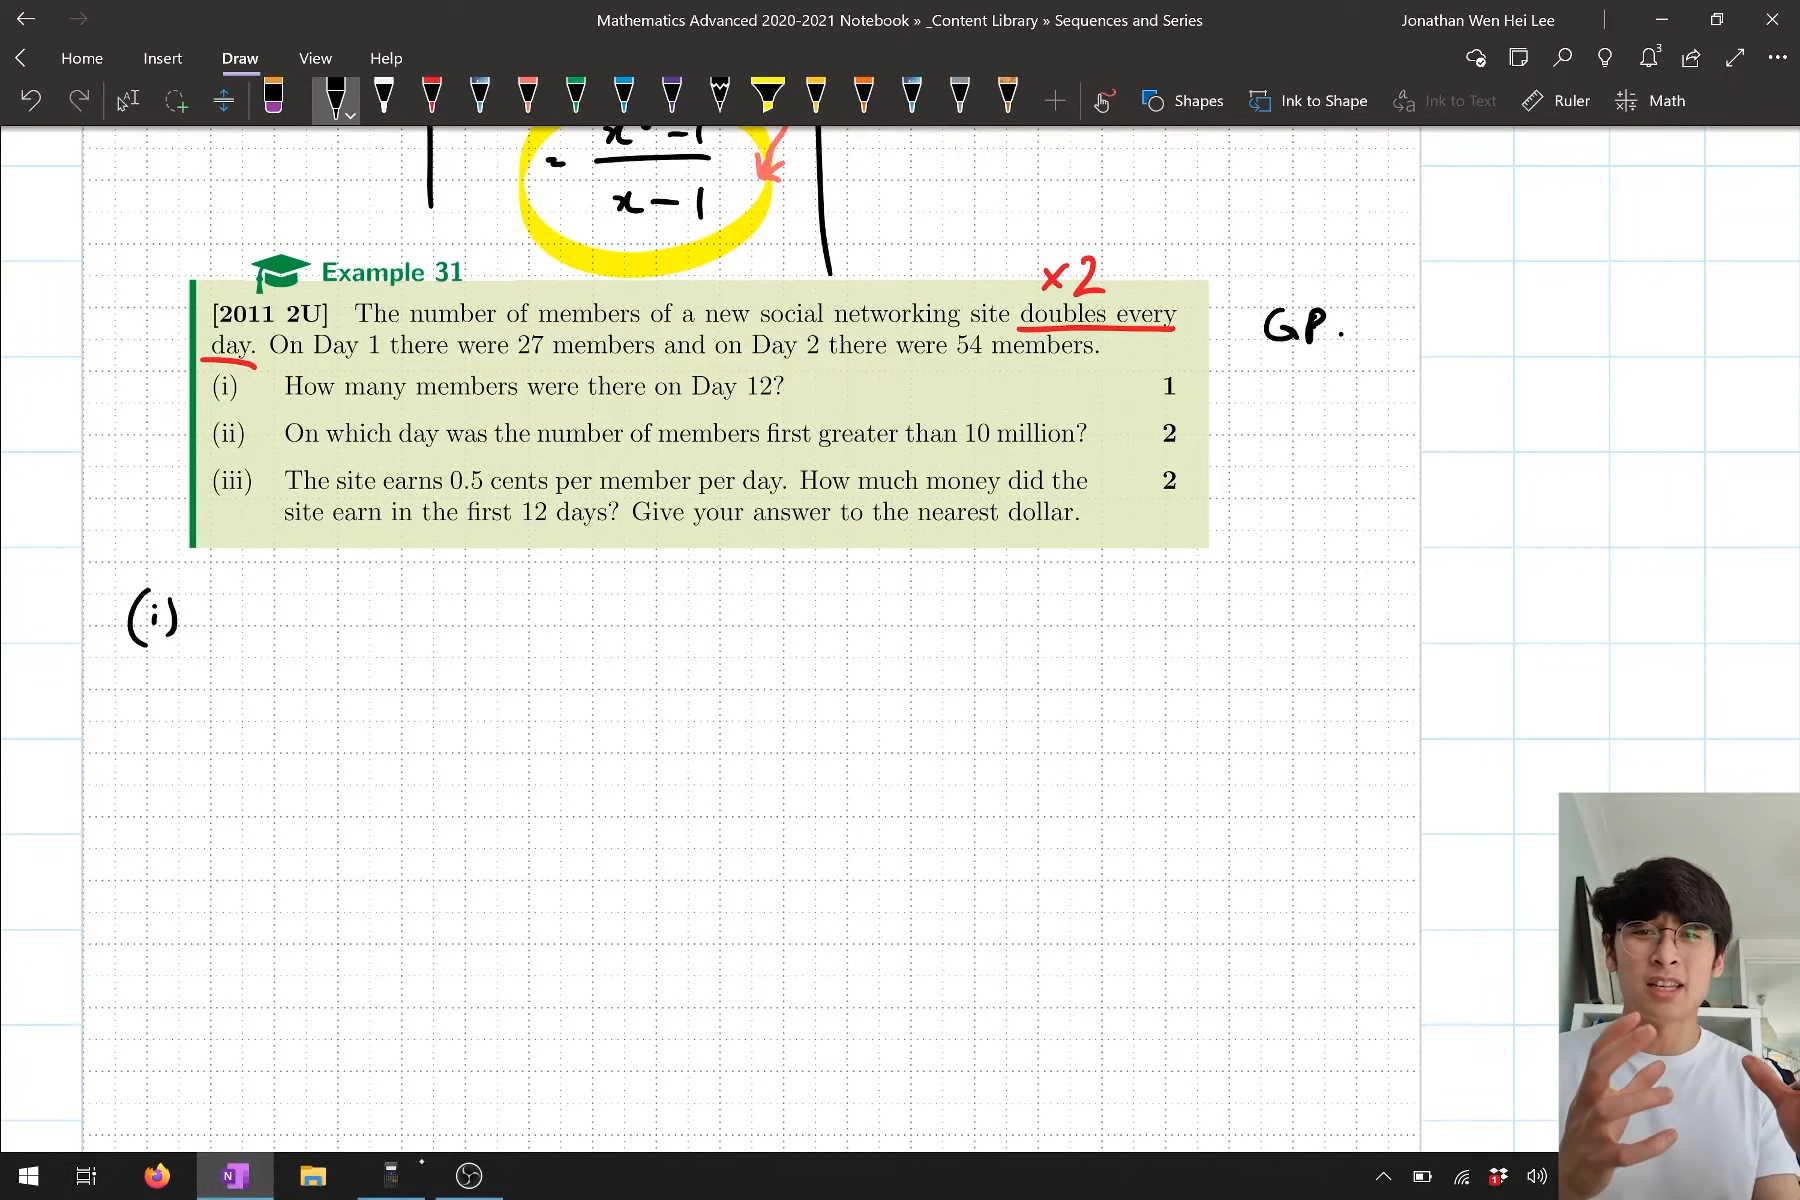 Mathematics Advanced 2020-2021 Notebook » _Content Library » Sequences and Series
Jonathan Wen Hei Lee
Home Insert Draw View Help
3
Shapes Ink to Shape Ink to Text Ruler Math
= x – 1
x – 1
Example 31
×2
[2011 2U] The number of members of a new social networking site doubles every
day. On Day 1 there were 27 members and on Day 2 there were 54 members.
GP.
(i) How many members were there on Day 12? 1
(ii) On which day was the number of members first greater than 10 million? 2
(iii) The site earns 0.5 cents per member per day. How much money did the 2
site earn in the first 12 days? Give your answer to the nearest dollar.
(i)
N
1